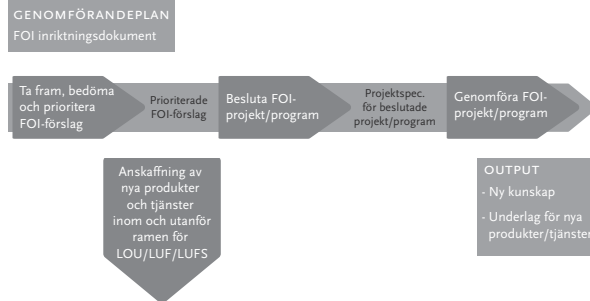 GENOMFÖRANDEPLAN
FOI inriktningsdokument
Ta fram, bedöma
och prioritera
FOI-förslag
Prioriterade
FOI-förslag
Besluta FOI-
projekt/program
Projektspec.
för beslutade
projekt/program
Genomföra FOI-
projekt/program
Anskaffning av
nya produkter
och tjänster
inom och utanför
ramen för
LOU/LUF/LUFS
OUTPUT
- Ny kunskap
- Underlag för nya
produkter/tjänster